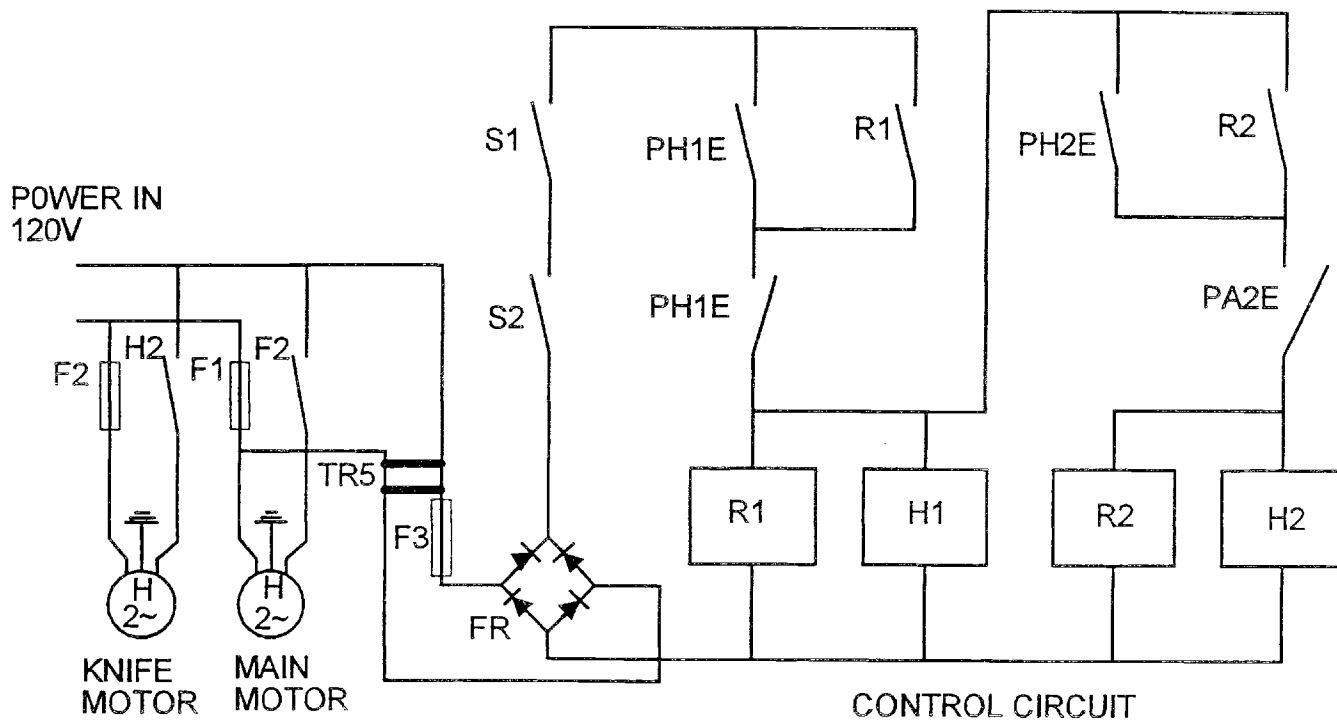 S1
PH1E
R1
PH2E
R2
P0WER IN
120V
S2
PH1E
PA2E
F2
H2
F1
F2
TR5
F3
R1
H1
R2
H2
H
2~
H
2~
FR
KNIFE
MOTOR
MAIN
MOTOR
CONTROL CIRCUIT